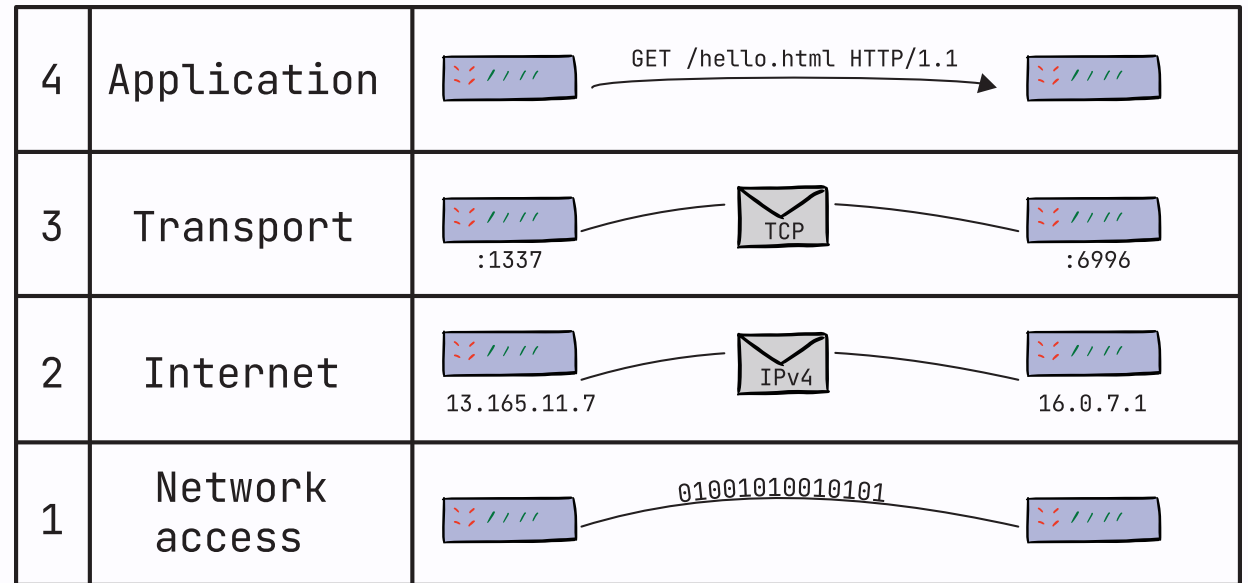 4
Application
GET /hello.html HTTP/1.1
3
Transport
TCP
:1337
:6996
2
Internet
IPv4
13.165.11.7
16.0.7.1
1
Network
access
01001010010101